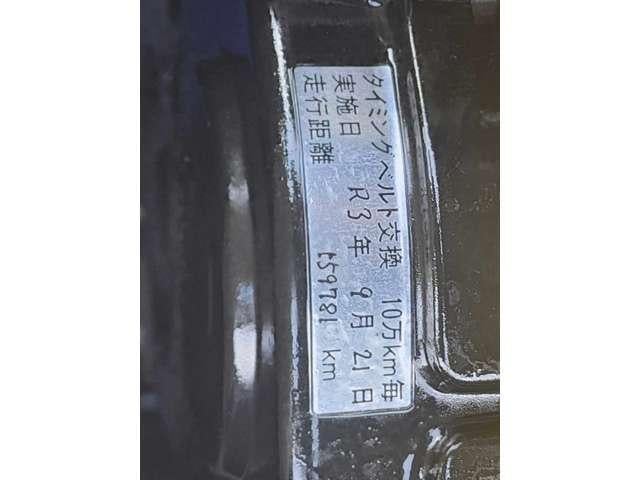 タイミングベルト交換 10万km毎
実施日 R3年 9月 21日
走行距離 159781 km